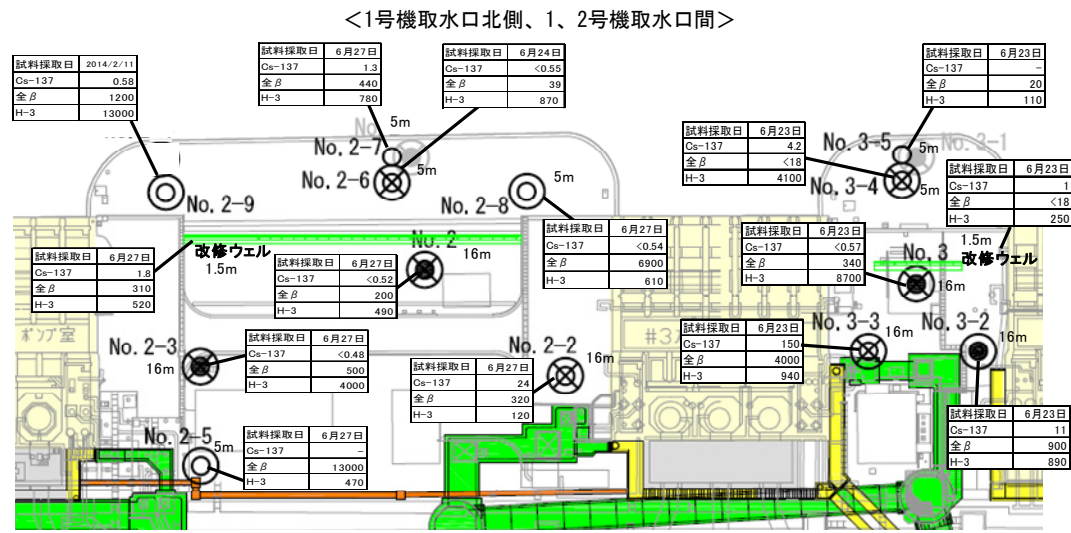 ＜1号機取水口北側、1、2号機取水口間＞
試料採取日 2014/2/11
Cs-137 0.58
全β 1200
H-3 13000
試料採取日 6月27日
Cs-137 1.3
全β 440
H-3 780
試料採取日 6月24日
Cs-137 <0.55
全β 39
H-3 870
試料採取日 6月23日
Cs-137 -
全β 20
H-3 110
試料採取日 6月23日
Cs-137 4.2
全β <18
H-3 4100
試料採取日 6月23日
Cs-137 1
全β <18
H-3 250
No.
5m
No. 2-7
No. 2-6 5m
No. 2-9
No. 2-8 5m
No. 3-5 5m
No. 3-1
No. 3-4 5m
改修ウェル
1.5m
No. 2
16m
試料採取日 6月27日
Cs-137 1.8
全β 310
H-3 520
試料採取日 6月27日
Cs-137 <0.52
全β 200
H-3 490
試料採取日 6月27日
Cs-137 <0.54
全β 6900
H-3 610
試料採取日 6月23日
Cs-137 <0.57
全β 340
H-3 8700
1.5m
改修ウェル
No. 3
16m
ポンプ室
No. 2-3
16m
試料採取日 6月27日
Cs-137 <0.48
全β 500
H-3 4000
No. 2-2
16m
試料採取日 6月27日
Cs-137 24
全β 320
H-3 120
試料採取日 6月23日
Cs-137 150
全β 4000
H-3 940
No. 3-3
16m
No. 3-2
16m
試料採取日 6月23日
Cs-137 11
全β 900
H-3 890
No. 2-5
5m
試料採取日 6月27日
Cs-137 -
全β 13000
H-3 470